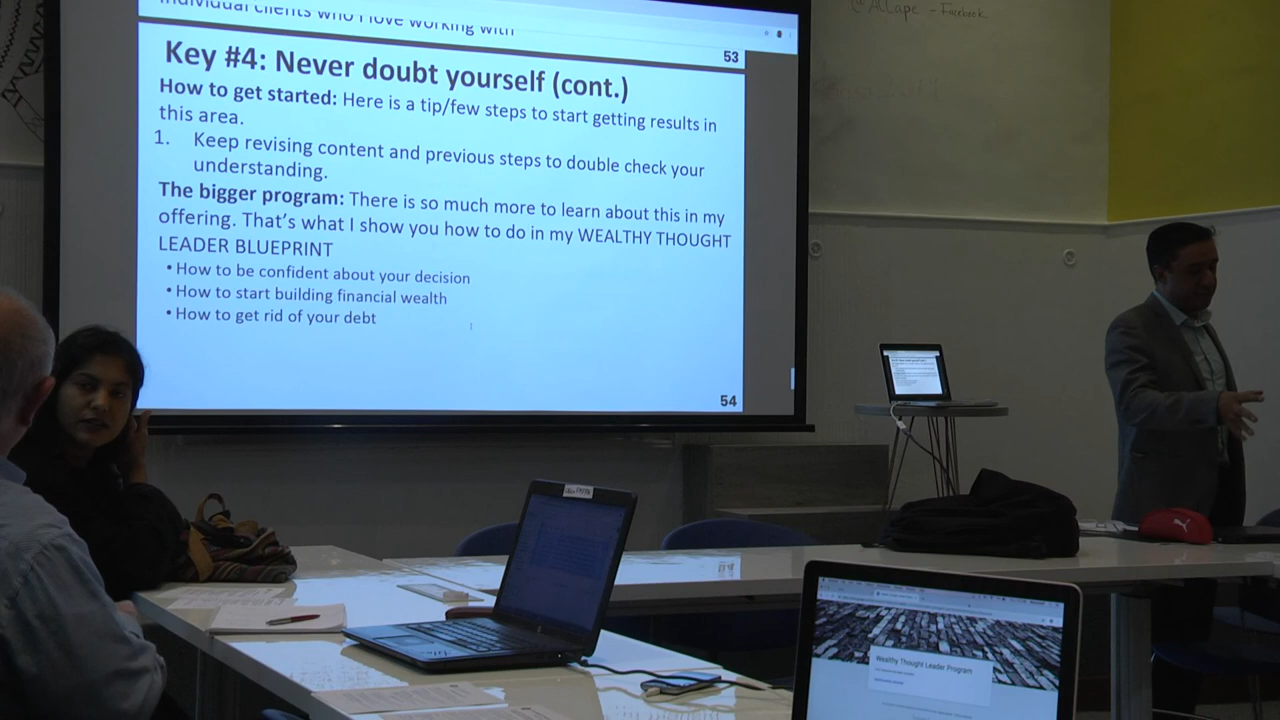 individual clients who I love working with
53
Key #4: Never doubt yourself (cont.)
How to get started: Here is a tip/few steps to start getting results in
this area.
1. Keep revising content and previous steps to double check your
understanding.
The bigger program: There is so much more to learn about this in my
offering. That's what I show you how to do in my WEALTHY THOUGHT
LEADER BLUEPRINT
• How to be confident about your decision
• How to start building financial wealth
• How to get rid of your debt
54
- Facebook
Wealthy Thought Leader Program